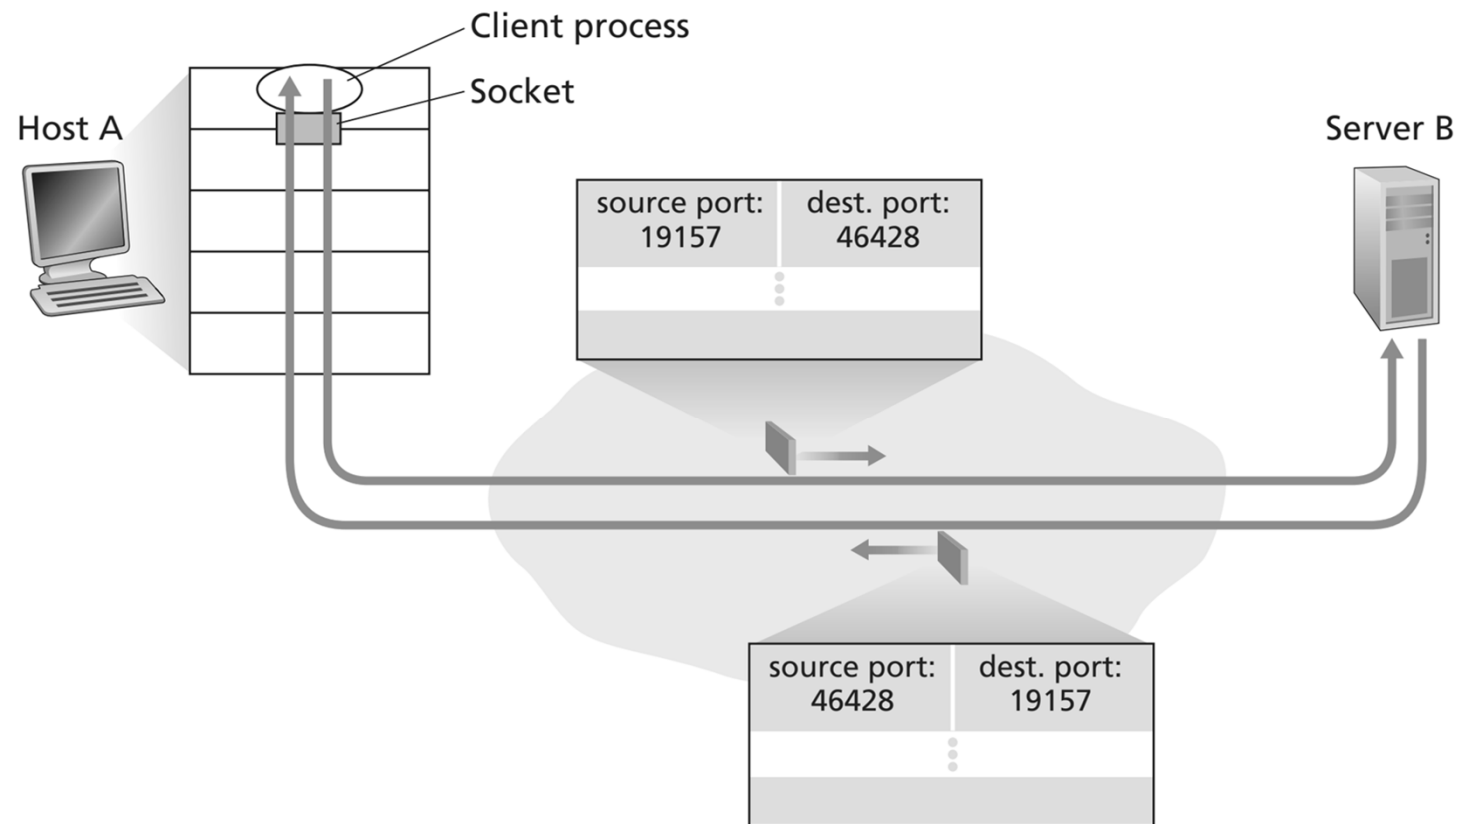 Client process
Socket
Host A
Server B
source port:
19157
dest. port:
46428
source port:
46428
dest. port:
19157